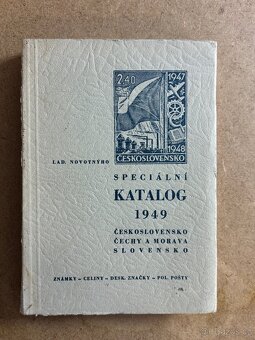 2.40
1947
1948
ČESKOSLOVENSKO
LAD. NOVOTNÉHO
SPECIÁLNÍ
KATALOG
1949
ČESKOSLOVENSKO
ČECHY A MORAVA
SLOVENSKO
ZNÁMKY - CELINY - DESK. ZNAČKY - POL. POŠTY